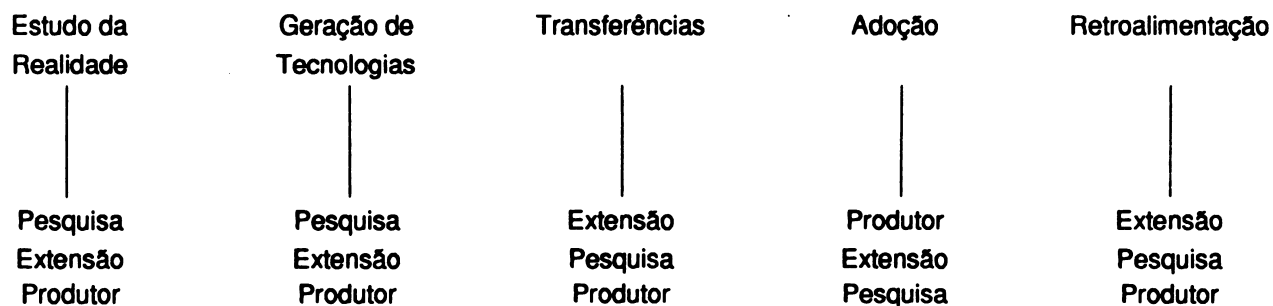 Estudo da Realidade
Geração de Tecnologias
Transferências
Adoção
Retroalimentação
Pesquisa
Extensão
Produtor
Pesquisa
Extensão
Produtor
Extensão
Pesquisa
Produtor
Produtor
Extensão
Pesquisa
Extensão
Pesquisa
Produtor